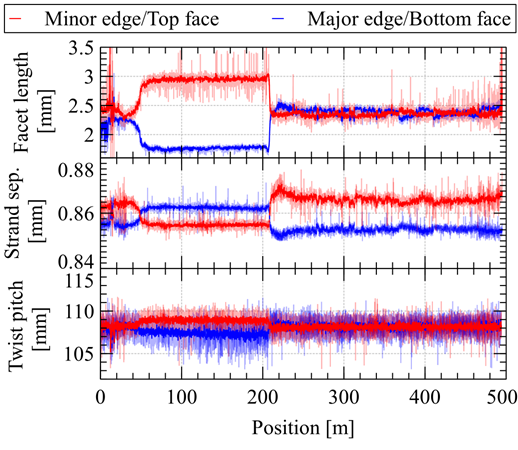 Minor edge/Top face
Major edge/Bottom face
Facet length
[mm]
3.5
3
2.5
2
Strand sep.
[mm]
0.88
0.86
0.84
Twist pitch
[mm]
115
110
105
0 100 200 300 400 500
Position [m]